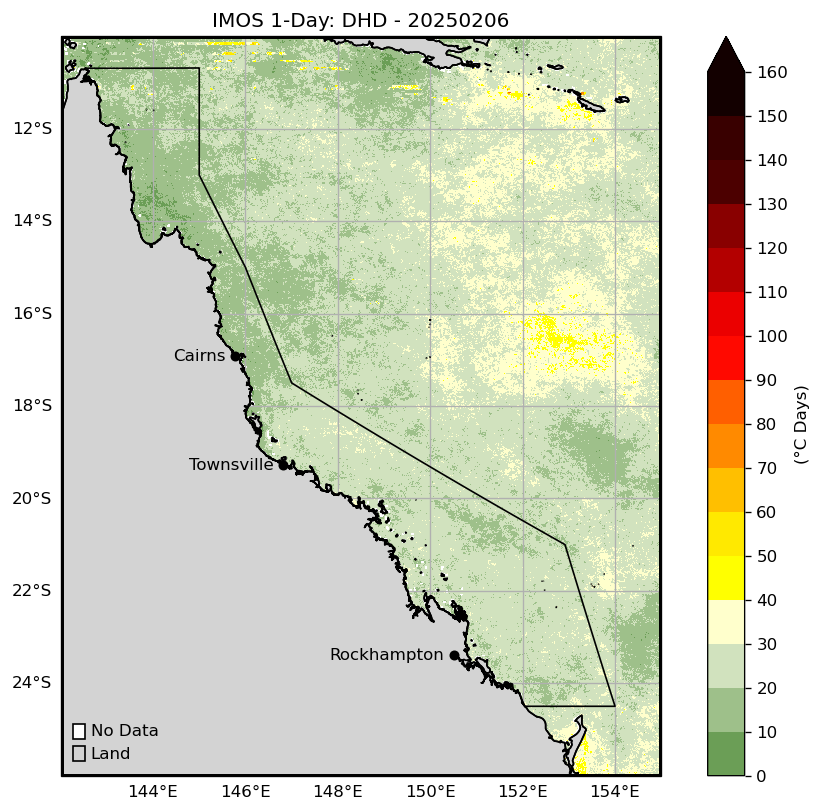 IMOS 1-Day: DHD - 20250206
160
150
12°S
140
130
14°S
120
110
16°S
100
Cairns
90
18°S
80
(°C Days)
Townsville
70
20°S
60
50
22°S
40
Rockhampton
30
24°S
20
No Data
10
Land
0
144°E 146°E 148°E 150°E 152°E 154°E